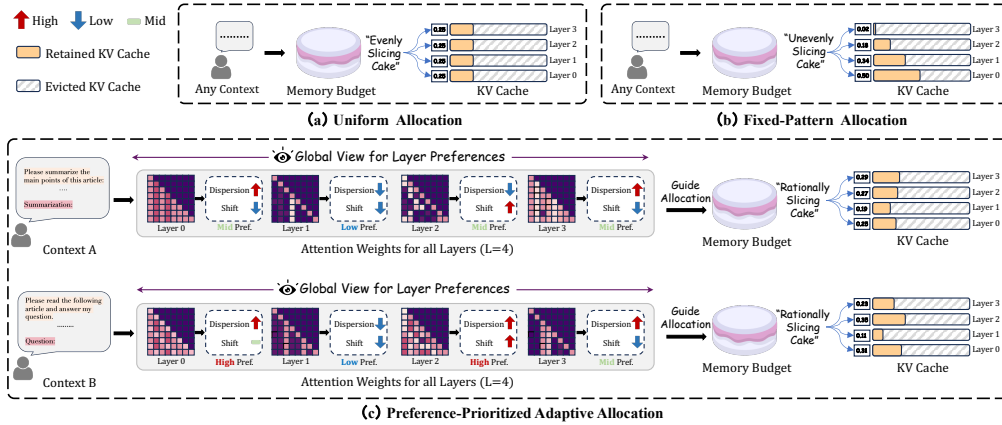 High Low Mid
Retained KV Cache
Evicted KV Cache
.........
Any Context
Memory Budget
"Evenly
Slicing
Cake"
0.25 Layer 3
0.25 Layer 2
0.25 Layer 1
0.25 Layer 0
KV Cache
(a) Uniform Allocation
.........
Any Context
Memory Budget
"Unevenly
Slicing
Cake"
0.02 Layer 3
Layer 2
0.34 Layer 1
0.50 Layer 0
KV Cache
(b) Fixed-Pattern Allocation
Please summarize the
main points of this article:
....
Summarization:
Context A
Global View for Layer Preferences
Layer 0
Dispersion
Shift
Mid Pref.
Layer 1
Dispersion
Shift
Low Pref.
Layer 2
Dispersion
Shift
Mid Pref.
Layer 3
Dispersion
Shift
Mid Pref.
Attention Weights for all Layers (L=4)
Guide
Allocation
Memory Budget
"Rationally
Slicing
Cake"
0.29 Layer 3
0.27 Layer 2
0.19 Layer 1
0.25 Layer 0
KV Cache
Please read the following
article and answer my
question.
.........
Question:
Context B
Global View for Layer Preferences
Layer 0
Dispersion
Shift
High Pref.
Layer 1
Dispersion
Shift
Low Pref.
Layer 2
Dispersion
Shift
High Pref.
Layer 3
Dispersion
Shift
Mid Pref.
Attention Weights for all Layers (L=4)
Guide
Allocation
Memory Budget
"Rationally
Slicing
Cake"
0.23 Layer 3
0.35 Layer 2
0.11 Layer 1
0.31 Layer 0
KV Cache
(c) Preference-Prioritized Adaptive Allocation